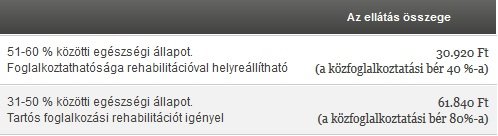 Az ellátás összege
51-60 % közötti egészségi állapot.
Foglalkoztathatósága rehabilitációval helyreállítható
30.920 Ft
(a közfoglalkoztatási bér 40 %-a)
31-50 % közötti egészségi állapot.
Tartós foglalkozási rehabilitációt igényel
61.840 Ft
(a közfoglalkoztatási bér 80%-a)